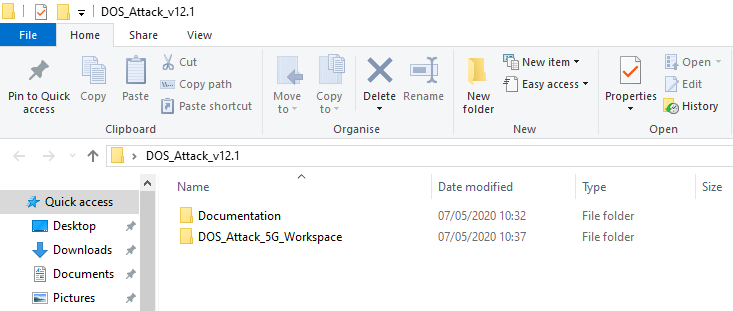 DOS_Attack_v12.1
File Home Share View
Pin to Quick access
Copy
Paste
Cut
Copy path
Paste shortcut
Clipboard
Move to
Copy to
Delete
Rename
Organise
New folder
New item
Easy access
New
Properties
Open
Edit
History
Open
DOS_Attack_v12.1
Quick access
Desktop
Downloads
Documents
Pictures
Name Date modified Type Size
Documentation 07/05/2020 10:32 File folder
DOS_Attack_5G_Workspace 07/05/2020 10:37 File folder